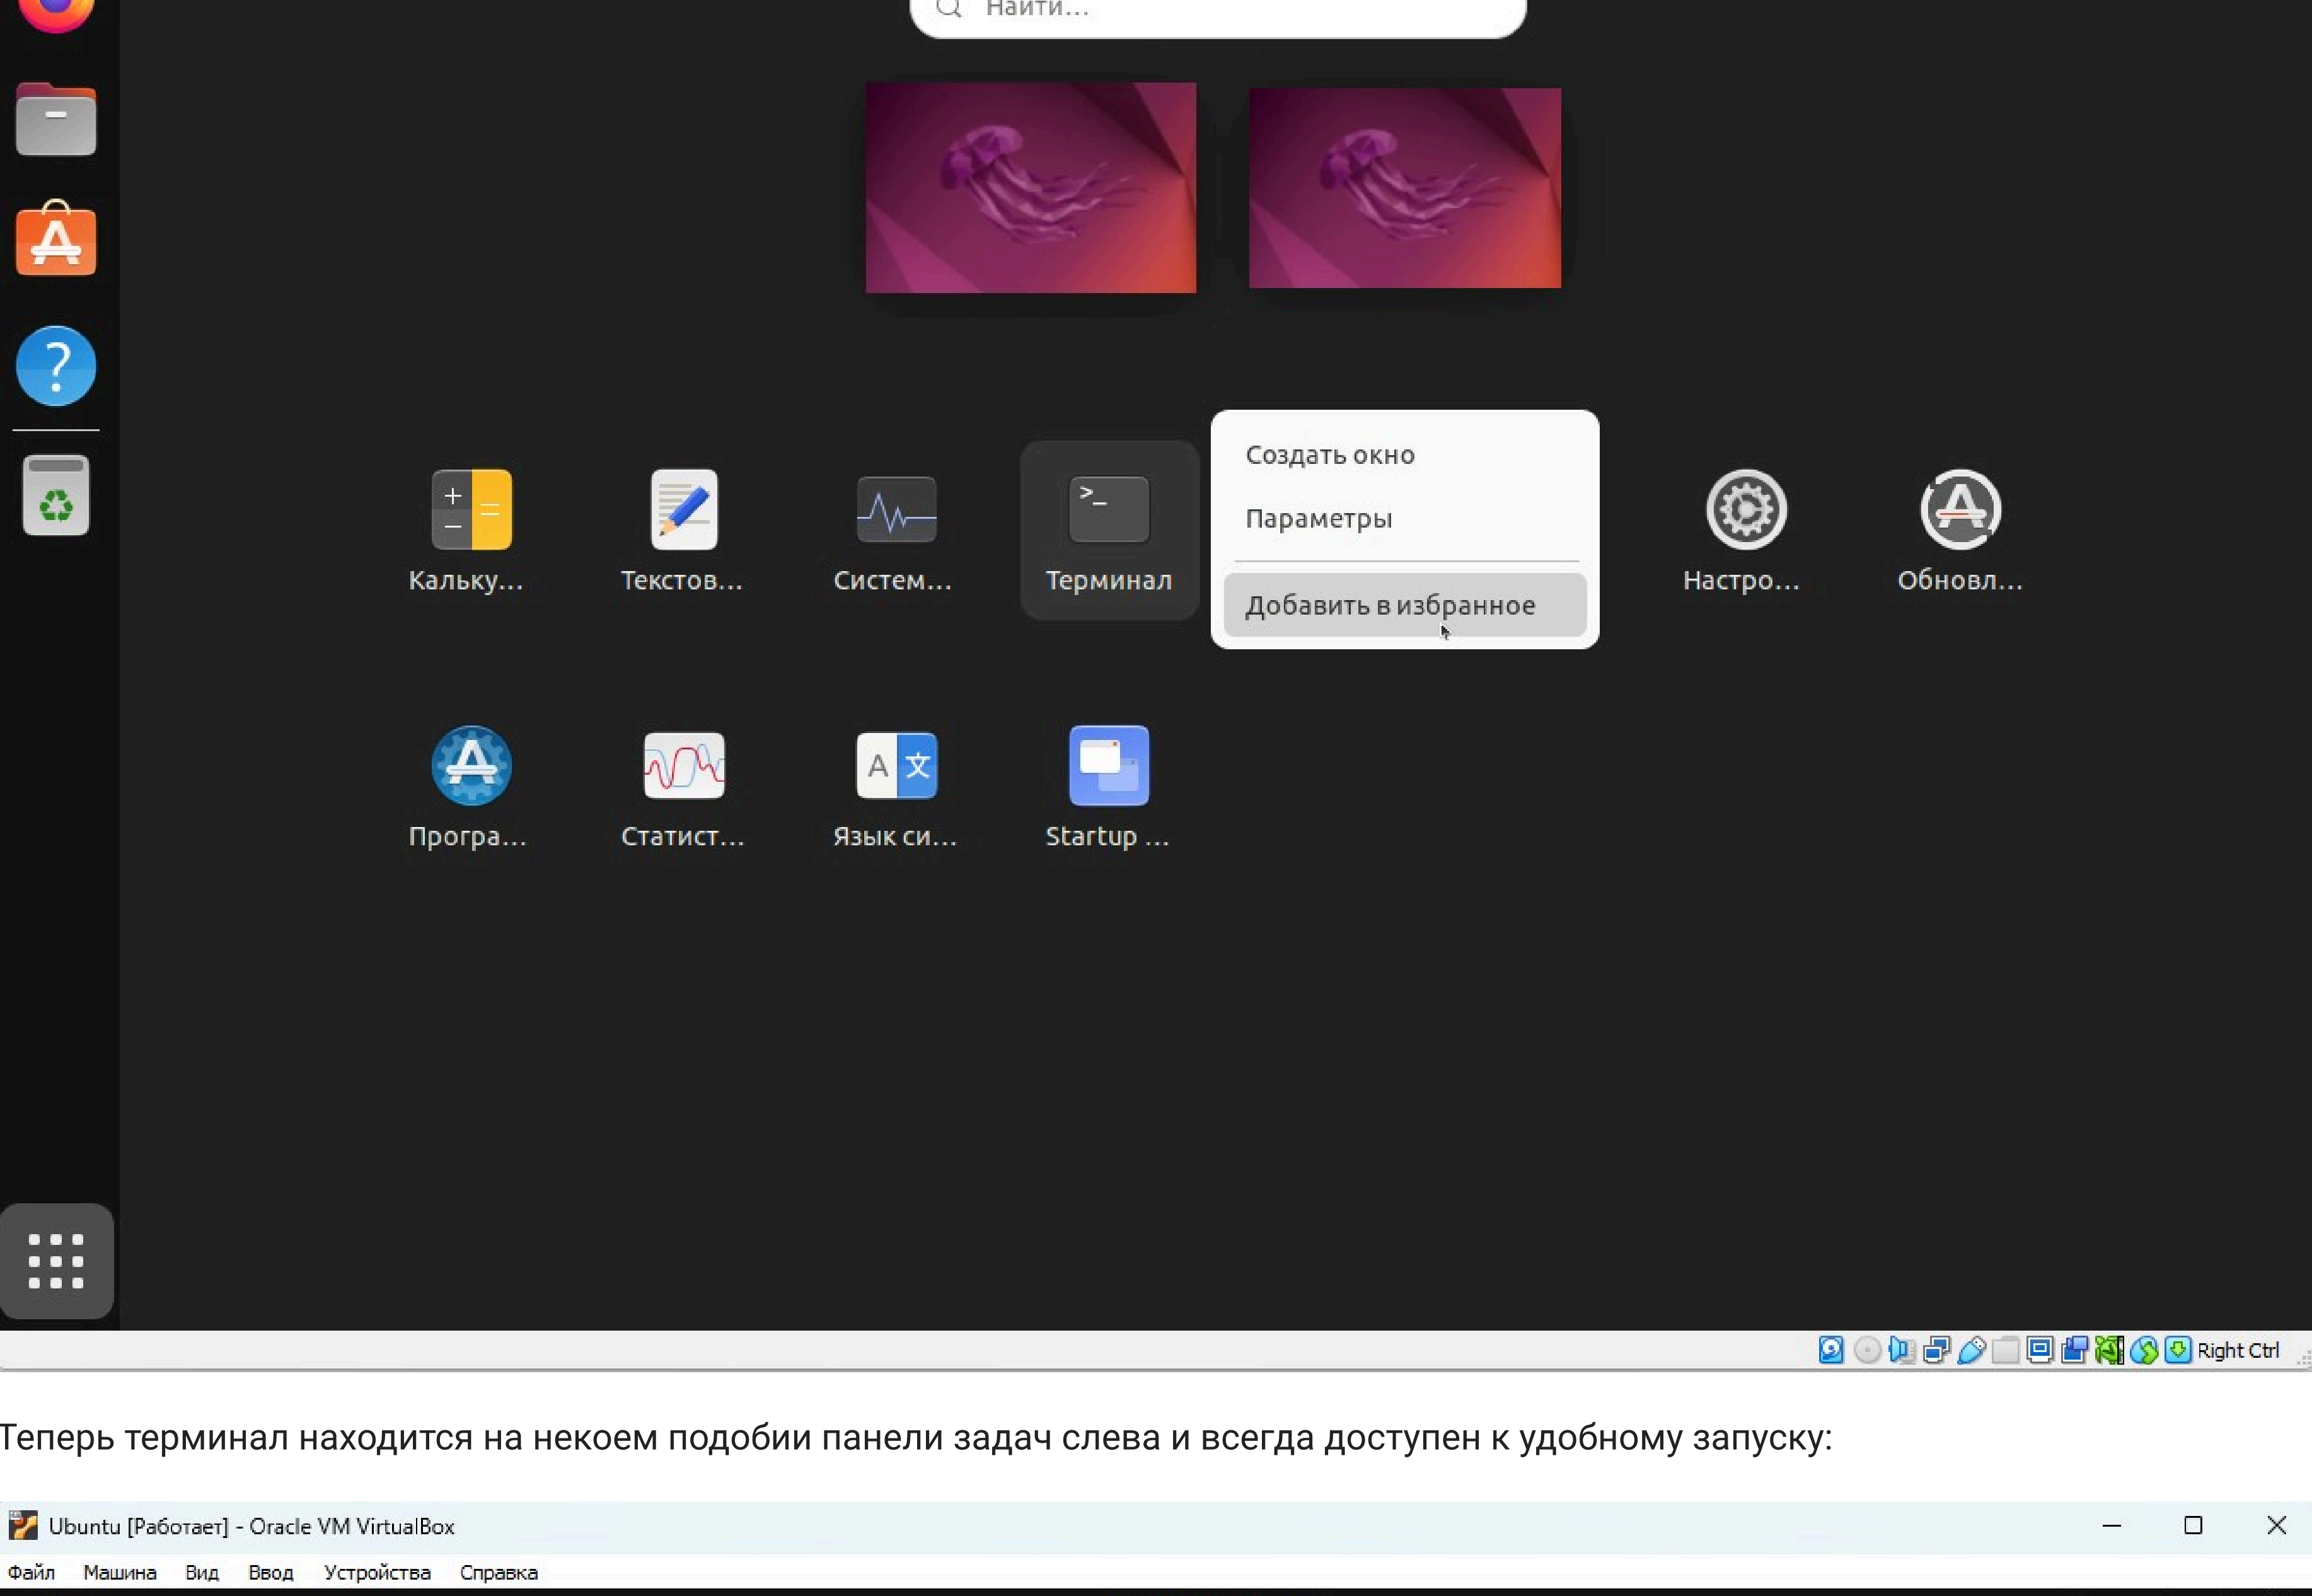 Найти...
Создать окно
Параметры
Добавить в избранное
Кальку...
Текстов...
Систем...
Терминал
Настро...
Обновл...
Програ...
Статист...
Язык си...
Startup ...
Right Ctrl
Теперь терминал находится на некоем подобии панели задач слева и всегда доступен к удобному запуску:
Ubuntu [Работает] - Oracle VM VirtualBox
Файл Машина Вид Ввод Устройства Справка